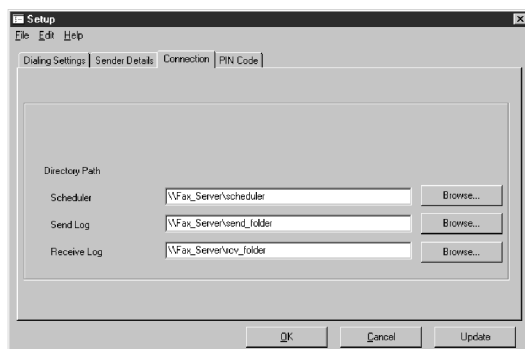 Setup
File Edit Help
Dialing Settings Sender Details Connection PIN Code
Directory Path
Scheduler \\Fax_Server\scheduler Browse...
Send Log \\Fax_Server\send_folder Browse...
Receive Log \\Fax_Server\rcv_folder Browse...
OK Cancel Update